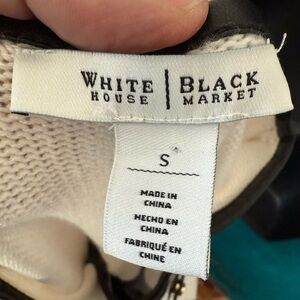 WHITE | BLACK
HOUSE | MARKET
S
MADE IN
CHINA
HECHO EN
CHINA
FABRIQUÉ EN
CHINE